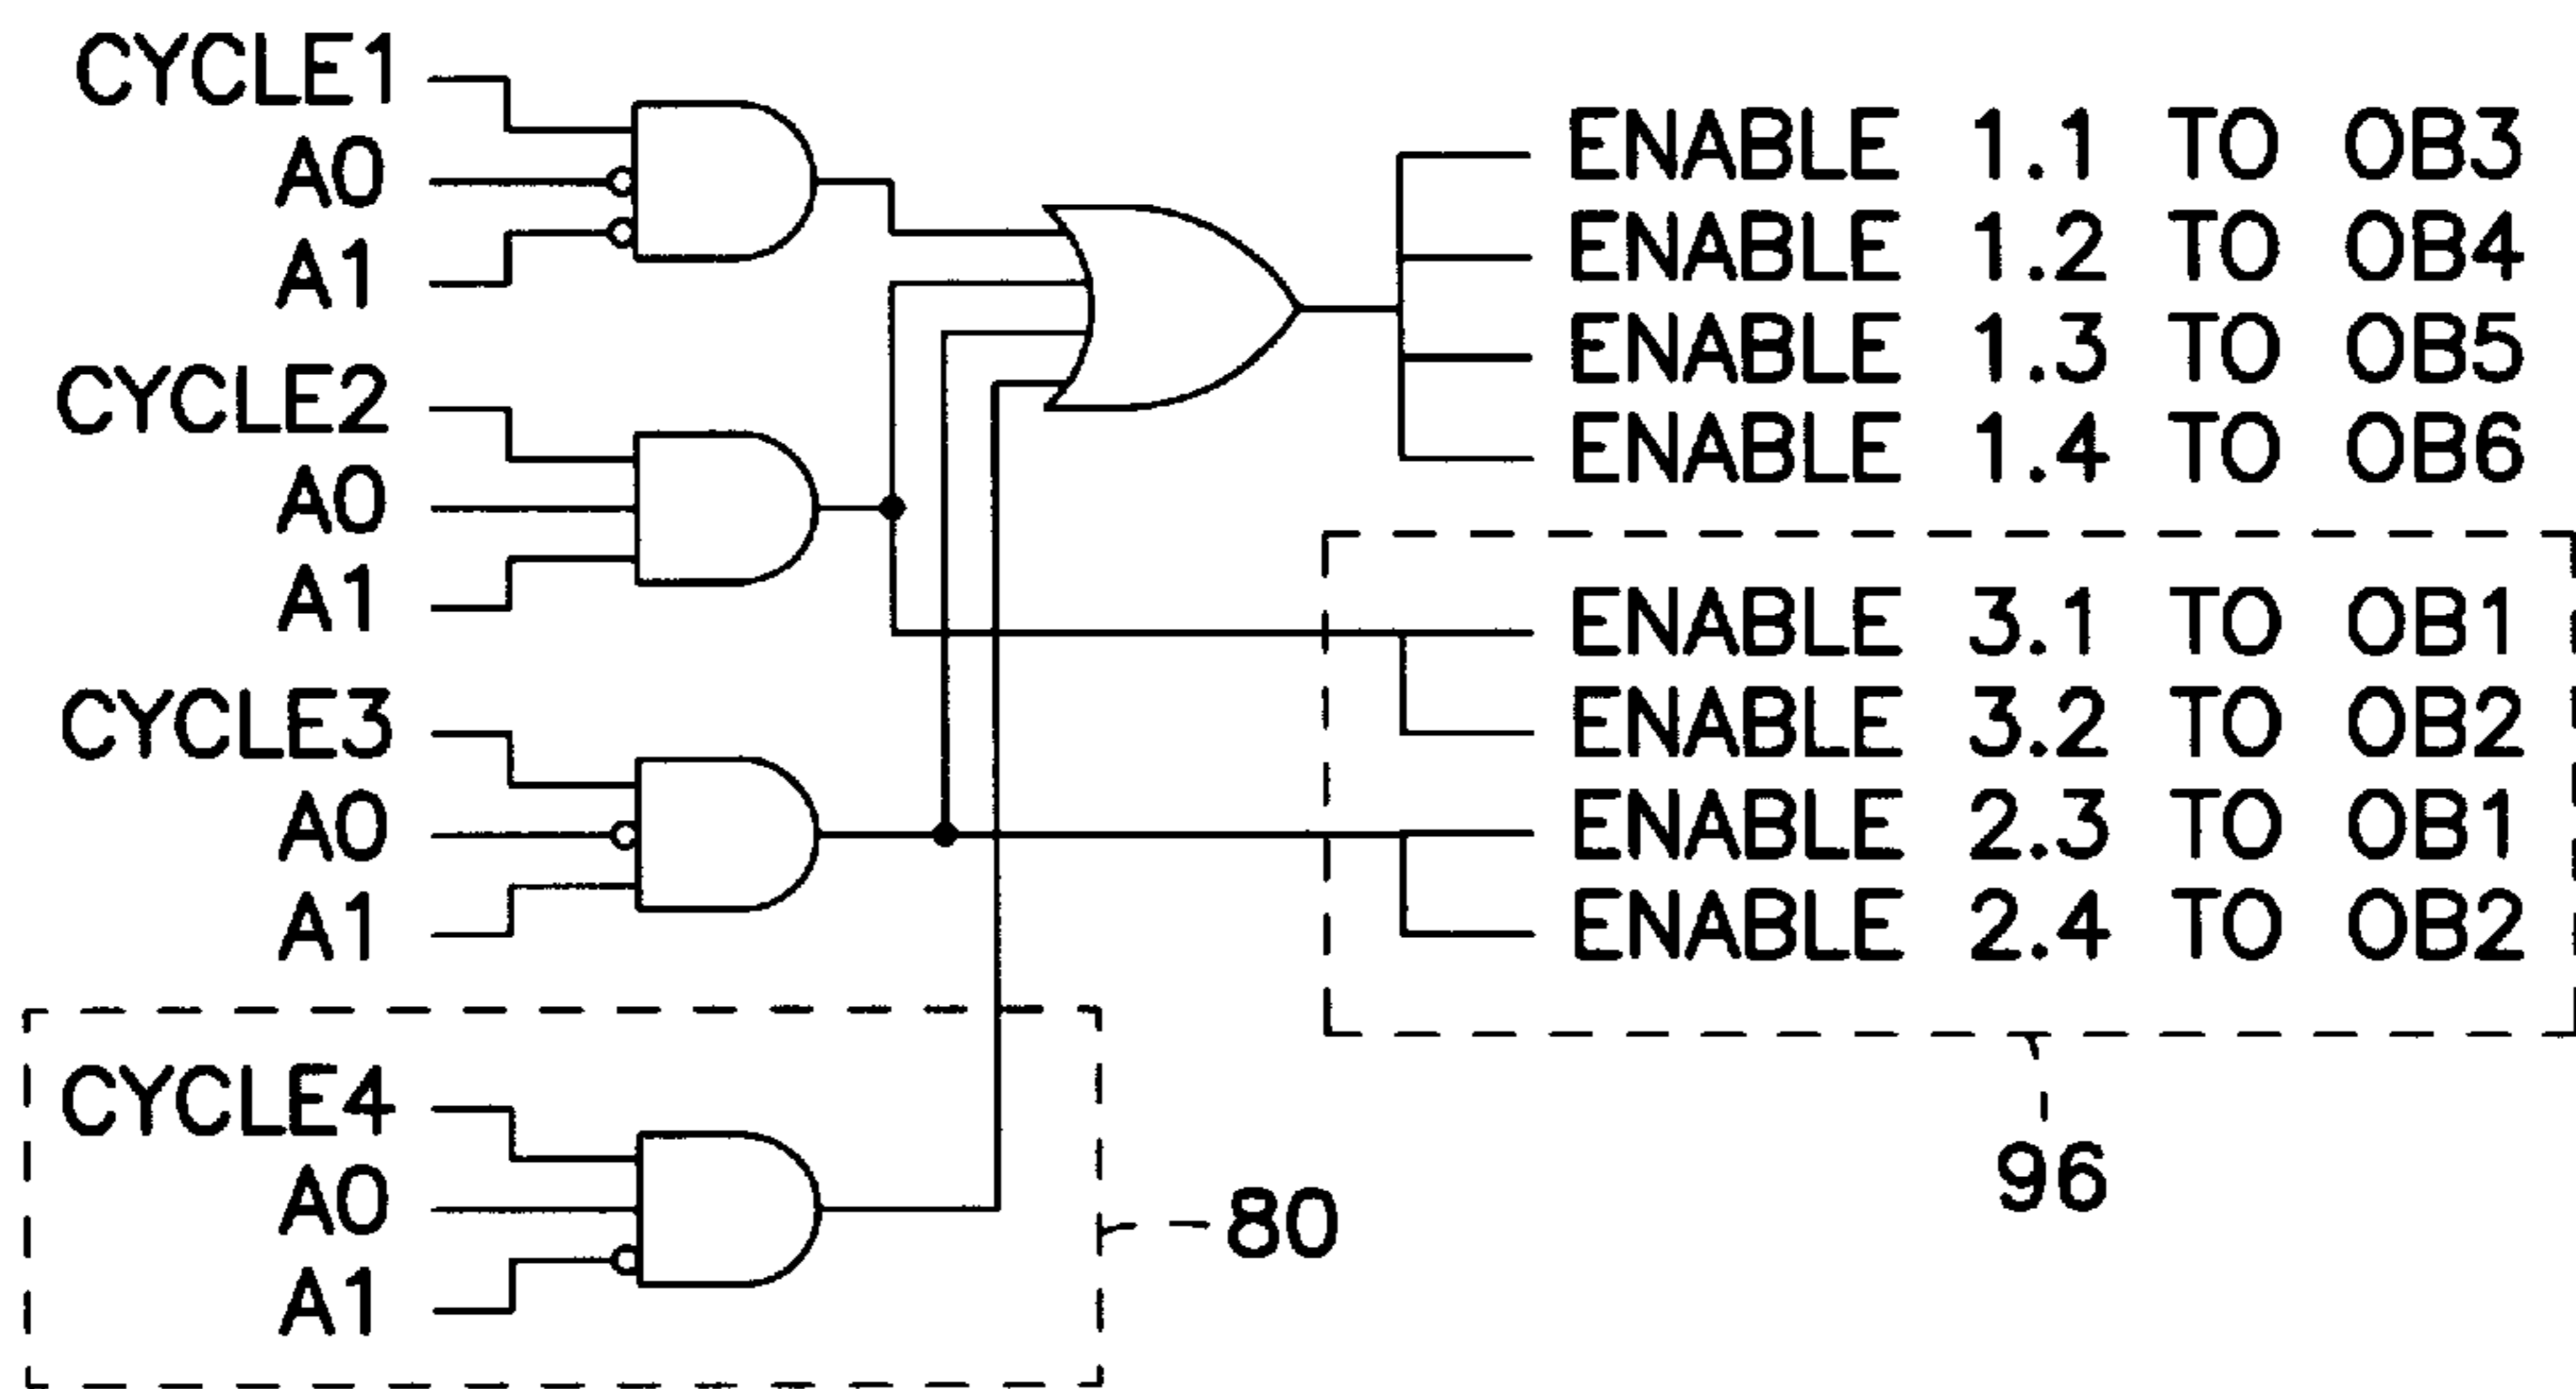 CYCLE1
A0
A1
CYCLE2
A0
A1
CYCLE3
A0
A1
CYCLE4
A0
A1
ENABLE 1.1 TO OB3
ENABLE 1.2 TO OB4
ENABLE 1.3 TO OB5
ENABLE 1.4 TO OB6
ENABLE 3.1 TO OB1
ENABLE 3.2 TO OB2
ENABLE 2.3 TO OB1
ENABLE 2.4 TO OB2
96
80